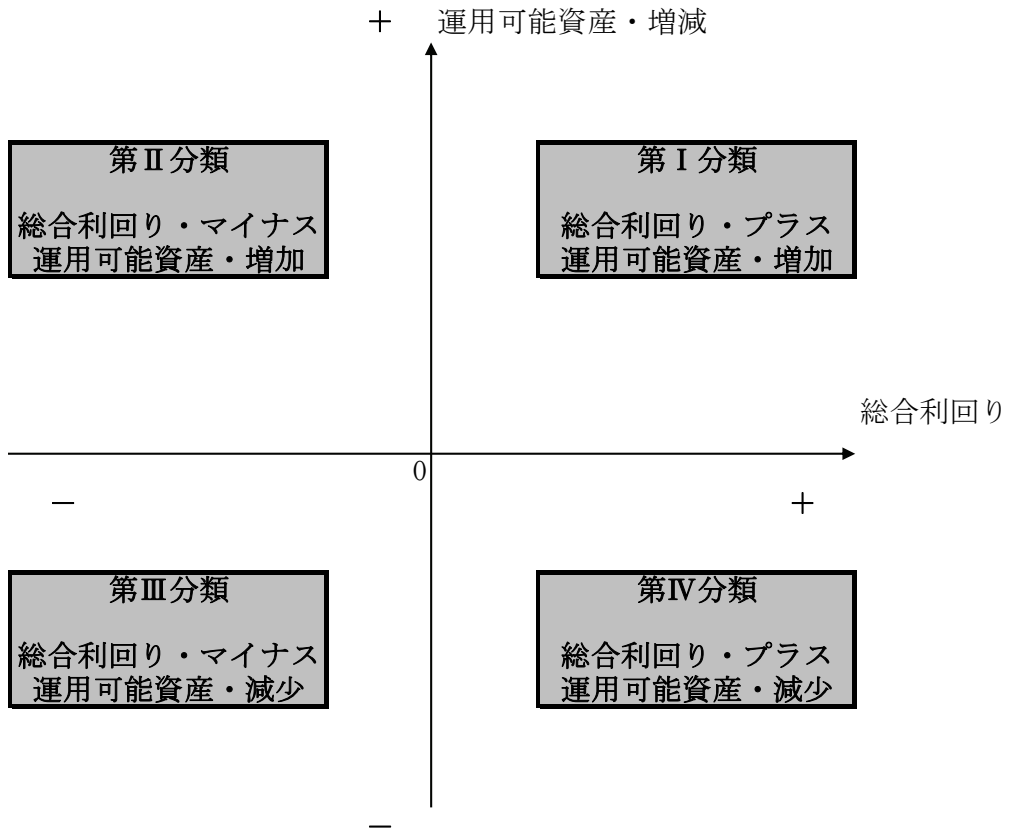 ＋ 運用可能資産・増減
第Ⅱ分類
総合利回り・マイナス
運用可能資産・増加
第Ⅰ分類
総合利回り・プラス
運用可能資産・増加
総合利回り
0
－
＋
第Ⅲ分類
総合利回り・マイナス
運用可能資産・減少
第Ⅳ分類
総合利回り・プラス
運用可能資産・減少
－